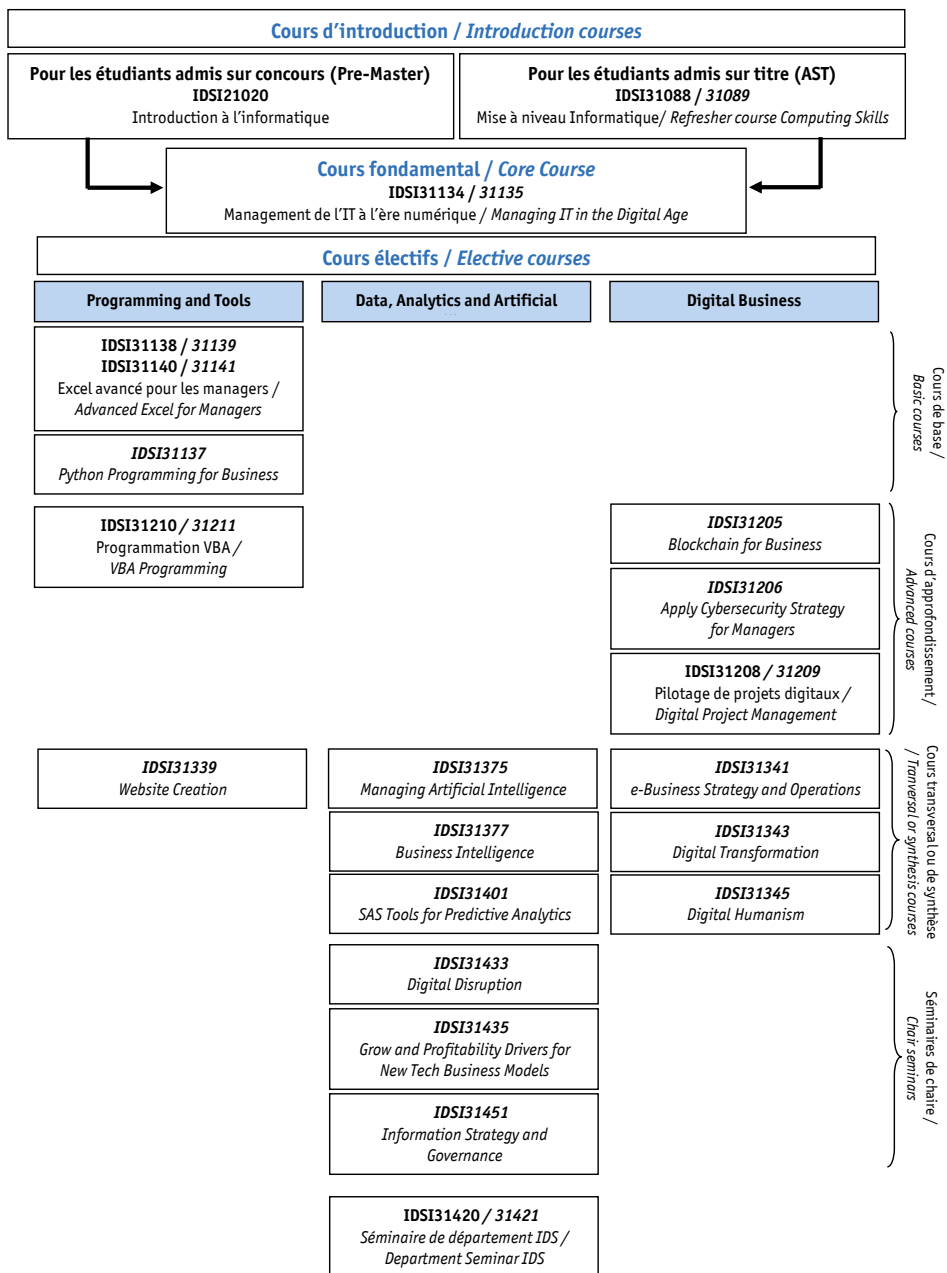 Cours d'introduction / Introduction courses
Pour les étudiants admis sur concours (Pre-Master)
IDSI21020
Introduction à l'informatique
Pour les étudiants admis sur titre (AST)
IDSI31088 / 31089
Mise à niveau Informatique/ Refresher course Computing Skills
Cours fondamental / Core Course
IDSI31134 / 31135
Management de l'IT à l'ère numérique / Managing IT in the Digital Age
Cours électifs / Elective courses
Programming and Tools
Data, Analytics and Artificial
Digital Business
IDSI31138 / 31139
IDSI31140 / 31141
Excel avancé pour les managers /
Advanced Excel for Managers
IDSI31137
Python Programming for Business
Cours de base /
Basic courses
IDSI31210 / 31211
Programmation VBA /
VBA Programming
IDSI31205
Blockchain for Business
IDSI31206
Apply Cybersecurity Strategy
for Managers
IDSI31208 / 31209
Pilotage de projets digitaux /
Digital Project Management
Cours d'approfondissement /
Advanced courses
IDSI31339
Website Creation
IDSI31375
Managing Artificial Intelligence
IDSI31341
e-Business Strategy and Operations
IDSI31377
Business Intelligence
IDSI31343
Digital Transformation
IDSI31401
SAS Tools for Predictive Analytics
IDSI31345
Digital Humanism
Cours transversal ou de synthèse
/ Tranversal or synthesis courses
IDSI31433
Digital Disruption
IDSI31435
Grow and Profitability Drivers for
New Tech Business Models
IDSI31451
Information Strategy and
Governance
Séminaires de chaire /
Chair seminars
IDSI31420 / 31421
Séminaire de département IDS /
Department Seminar IDS